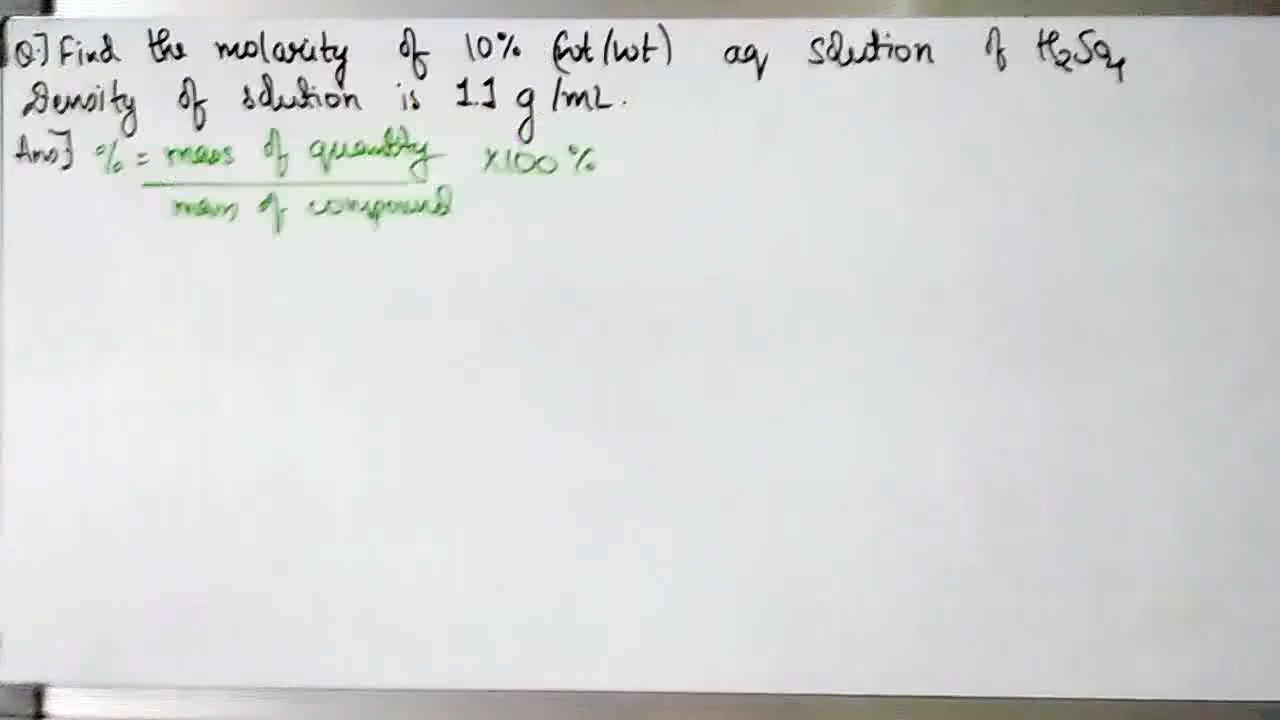 Q.] Find the molarity of 10% (wt/wt) aq solution of H₂SO₄
Density of solution is 1.1 g/mL.
Ans] % = mass of quantity ×100%
mass of compound